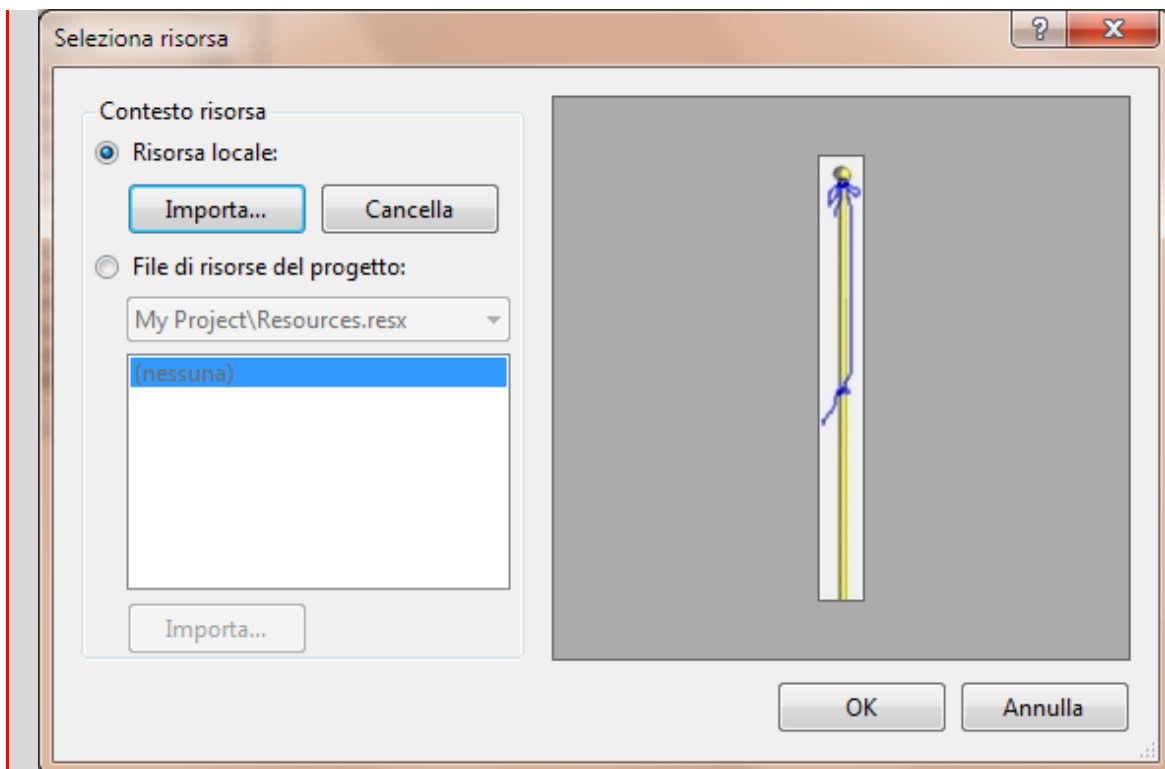 Seleziona risorsa
?
X
Contesto risorsa
Risorsa locale:
Importa...
Cancella
File di risorse del progetto:
My Project\Resources.resx
(nessuna)
Importa...
OK
Annulla